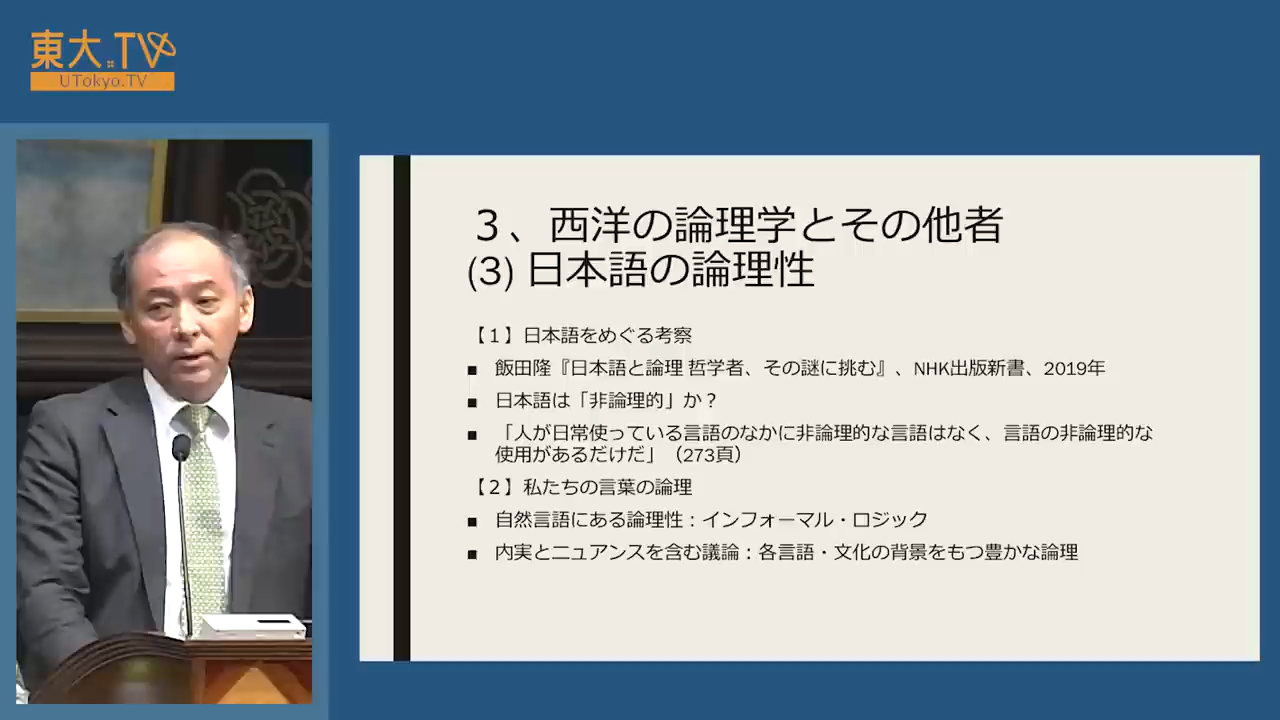 東大.TV
UTokyo.TV
３、西洋の論理学とその他者
(3) 日本語の論理性
【１】日本語をめぐる考察
■ 飯田隆『日本語と論理 哲学者、その謎に挑む』、NHK出版新書、2019年
■ 日本語は「非論理的」か？
■ 「人が日常使っている言語のなかに非論理的な言語はなく、言語の非論理的な
使用があるだけだ」（273頁）
【２】私たちの言葉の論理
■ 自然言語にある論理性：インフォーマル・ロジック
■ 内実とニュアンスを含む議論：各言語・文化の背景をもつ豊かな論理